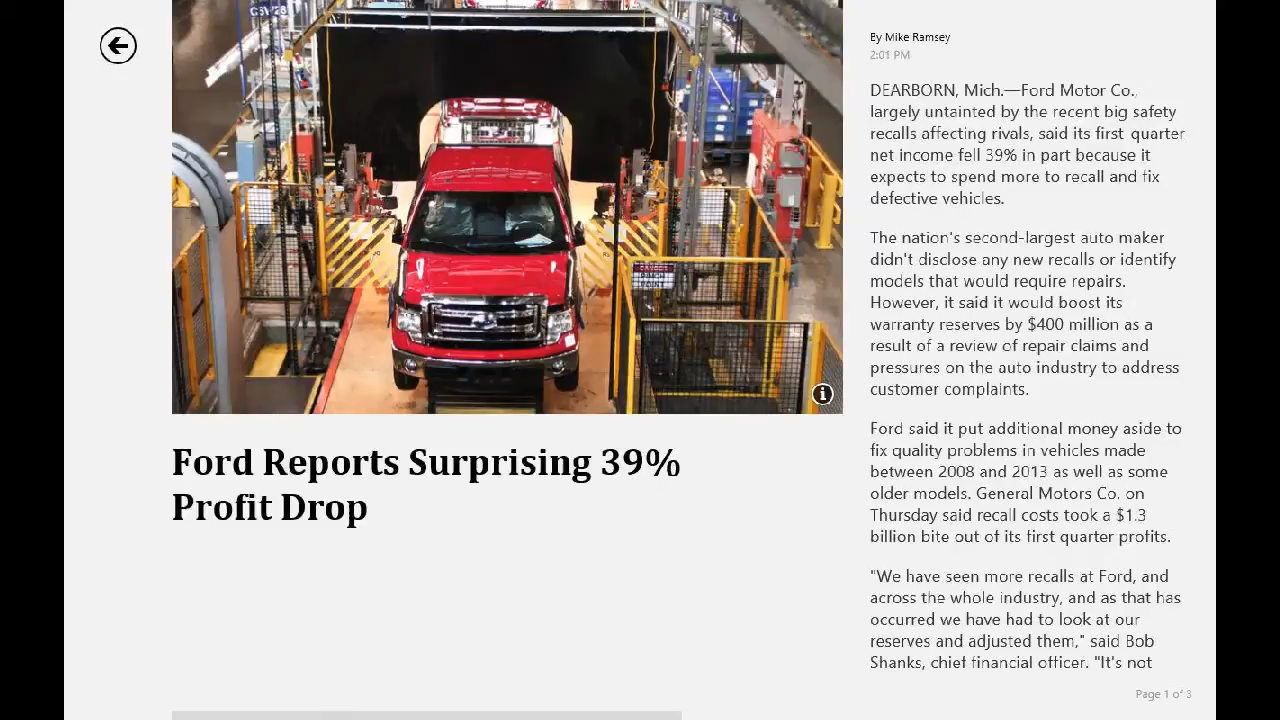 Ford Reports Surprising 39%
Profit Drop
By Mike Ramsey
2:01 PM
DEARBORN, Mich.—Ford Motor Co.,
largely untainted by the recent big safety
recalls affecting rivals, said its first-quarter
net income fell 39% in part because it
expects to spend more to recall and fix
defective vehicles.
The nation's second-largest auto maker
didn't disclose any new recalls or identify
models that would require repairs.
However, it said it would boost its
warranty reserves by $400 million as a
result of a review of repair claims and
pressures on the auto industry to address
customer complaints.
Ford said it put additional money aside to
fix quality problems in vehicles made
between 2008 and 2013 as well as some
older models. General Motors Co. on
Thursday said recall costs took a $1.3
billion bite out of its first quarter profits.
"We have seen more recalls at Ford, and
across the whole industry, and as that has
occurred we have had to look at our
reserves and adjusted them," said Bob
Shanks, chief financial officer. "It's not
Page 1 of 3